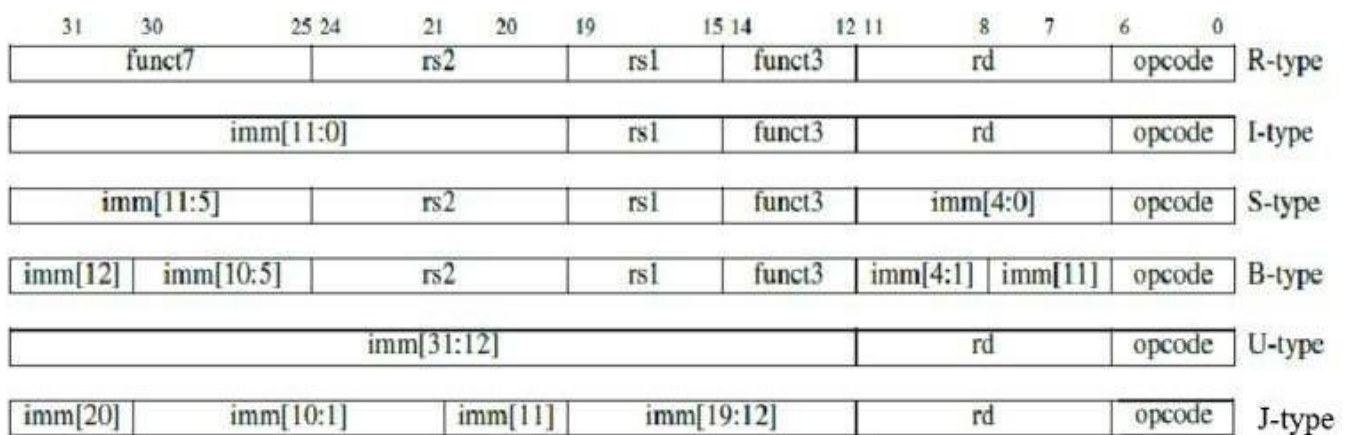 31 30 25 24 21 20 19 15 14 12 11 8 7 6 0
funct7 rs2 rs1 funct3 rd opcode R-type
imm[11:0] rs1 funct3 rd opcode I-type
imm[11:5] rs2 rs1 funct3 imm[4:0] opcode S-type
imm[12] imm[10:5] rs2 rs1 funct3 imm[4:1] imm[11] opcode B-type
imm[31:12] rd opcode U-type
imm[20] imm[10:1] imm[11] imm[19:12] rd opcode J-type